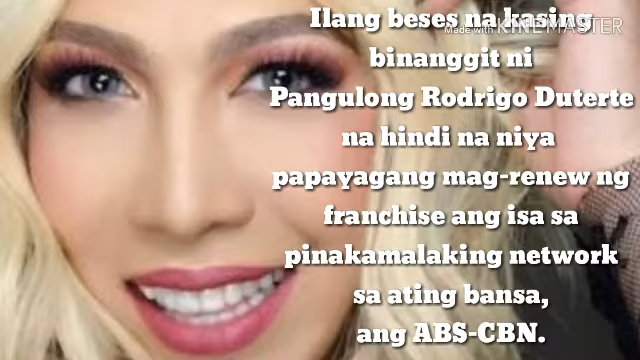 Ilang beses na kasing
Made with KINEMASTER
binanggit ni
Pangulong Rodrigo Duterte
na hindi na niya
papayagang mag-renew ng
franchise ang isa sa
pinakamalaking network
sa ating bansa,
ang ABS-CBN.